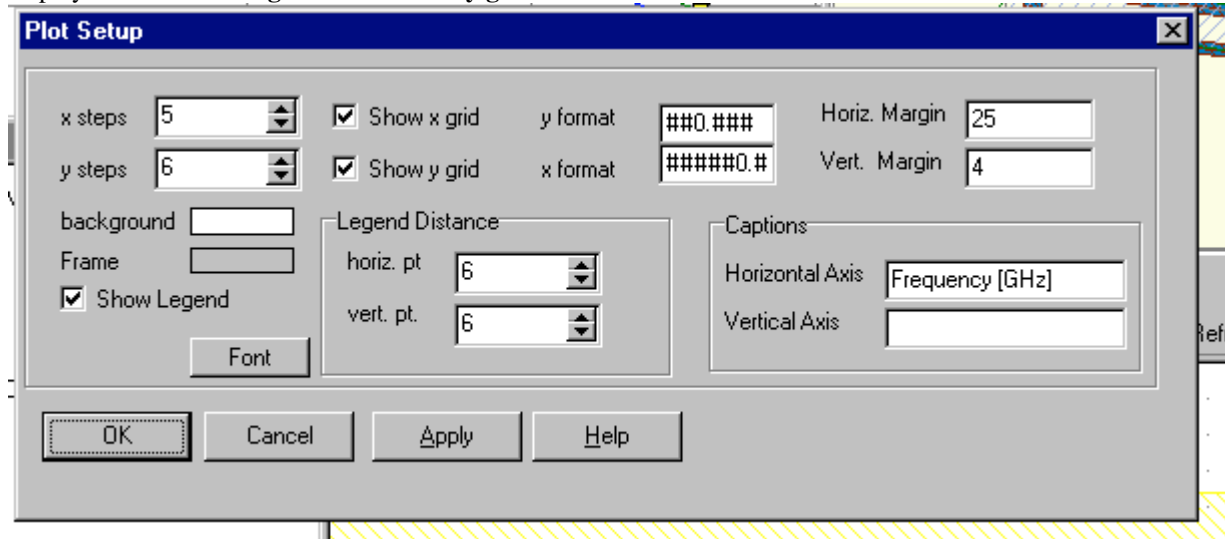 Plot Setup
x steps 5 Show x grid y format ##0.### Horiz. Margin 25
y steps 6 Show y grid x format #####0.# Vert. Margin 4
background Legend Distance Captions
Frame horiz. pt 6 Horizontal Axis Frequency [GHz]
Show Legend vert. pt. 6 Vertical Axis
Font
OK Cancel Apply Help